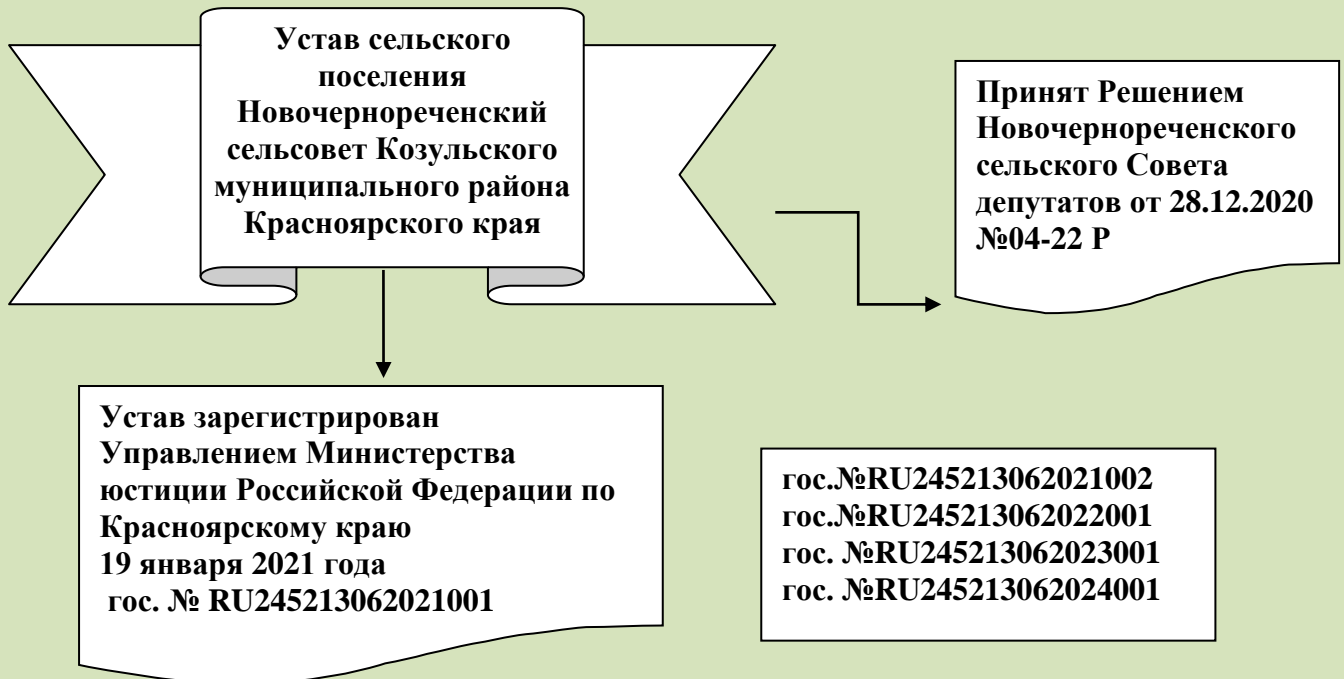 Устав сельского
поселения
Новочернореченский
сельсовет Козульского
муниципального района
Красноярского края
Принят Решением
Новочернореченского
сельского Совета
депутатов от 28.12.2020
№04-22 Р
Устав зарегистрирован
Управлением Министерства
юстиции Российской Федерации по
Красноярскому краю
19 января 2021 года
гос. № RU245213062021001
гос.№RU245213062021002
гос.№RU245213062022001
гос. №RU245213062023001
гос. №RU245213062024001